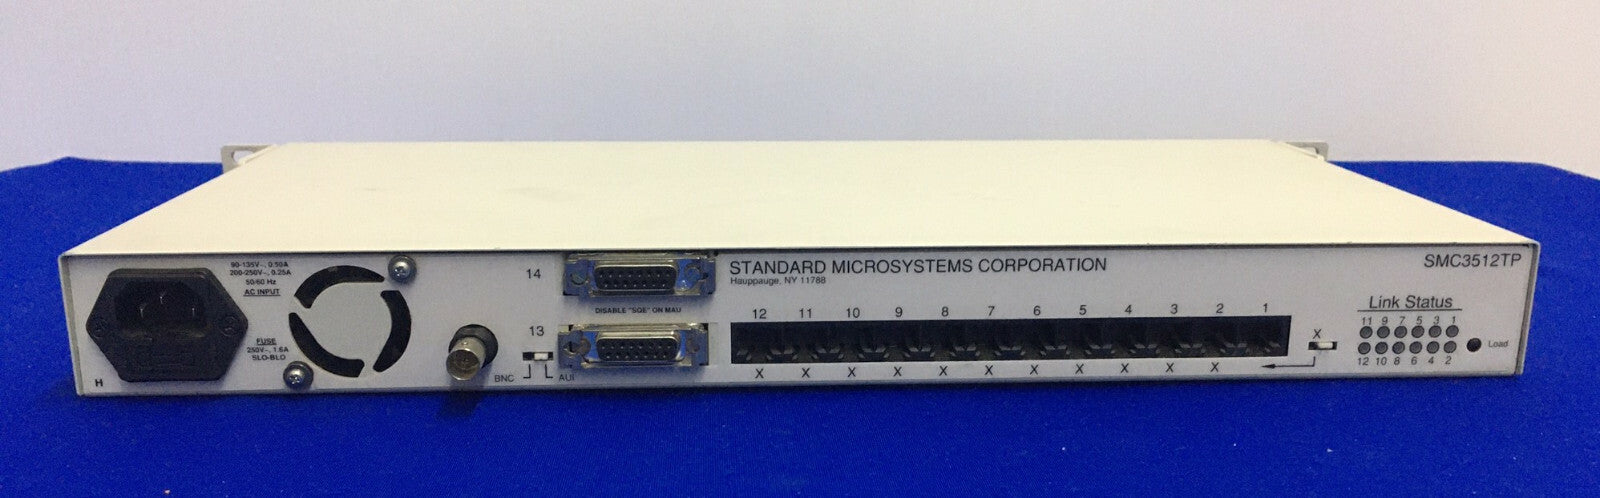 90-135V~, 0.50A
200-250V~, 0.25A
50/60 Hz
AC INPUT
FUSE
250V~, 1.6A
SLO-BLO
H
14
DISABLE "SQE" ON MAU
13
BNC
AUI
STANDARD MICROSYSTEMS CORPORATION
Hauppauge, NY 11788
12 11 10 9 8 7 6 5 4 3 2 1
X X X X X X X X X X X
X
SMC3512TP
Link Status
11 9 7 5 3 1
12 10 8 6 4 2
Load